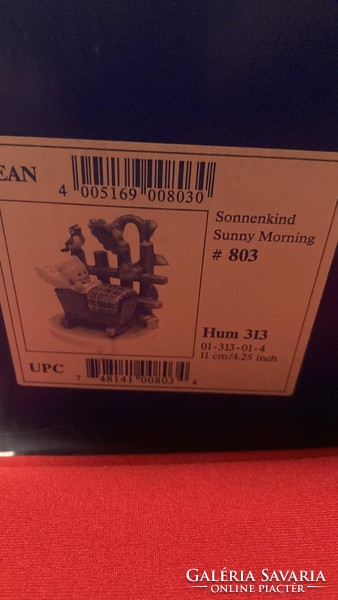 EAN
4 005169 008030
Sonnenkind
Sunny Morning
# 803
Hum 313
01-313-01-4
11 cm/4.25 inch
UPC
7 48141 00803 4
GALÉRIA SAVARIA
ONLINE PIACTÉR